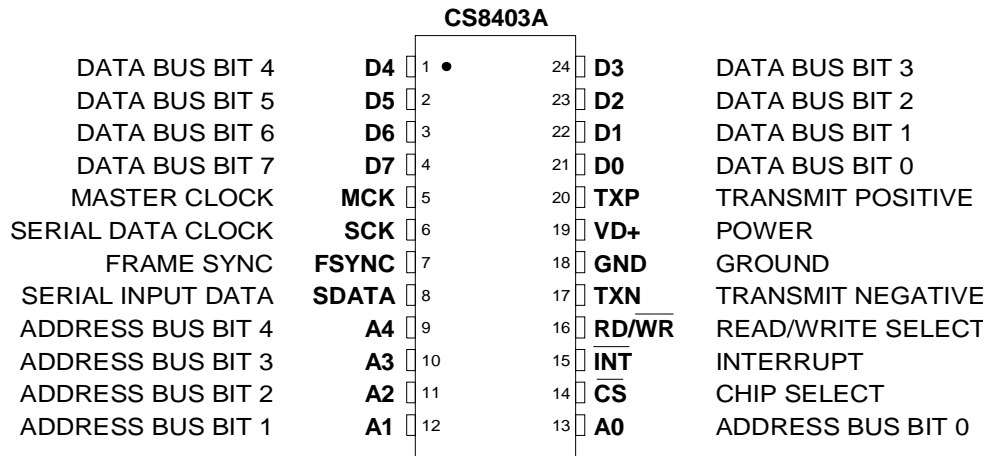 CS8403A
DATA BUS BIT 4 D4 1 24 D3 DATA BUS BIT 3
DATA BUS BIT 5 D5 2 23 D2 DATA BUS BIT 2
DATA BUS BIT 6 D6 3 22 D1 DATA BUS BIT 1
DATA BUS BIT 7 D7 4 21 D0 DATA BUS BIT 0
MASTER CLOCK MCK 5 20 TXP TRANSMIT POSITIVE
SERIAL DATA CLOCK SCK 6 19 VD+ POWER
FRAME SYNC FSYNC 7 18 GND GROUND
SERIAL INPUT DATA SDATA 8 17 TXN TRANSMIT NEGATIVE
ADDRESS BUS BIT 4 A4 9 16 RD/W̅R̅ READ/WRITE SELECT
ADDRESS BUS BIT 3 A3 10 15 I̅N̅T̅ INTERRUPT
ADDRESS BUS BIT 2 A2 11 14 C̅S̅ CHIP SELECT
ADDRESS BUS BIT 1 A1 12 13 A0 ADDRESS BUS BIT 0